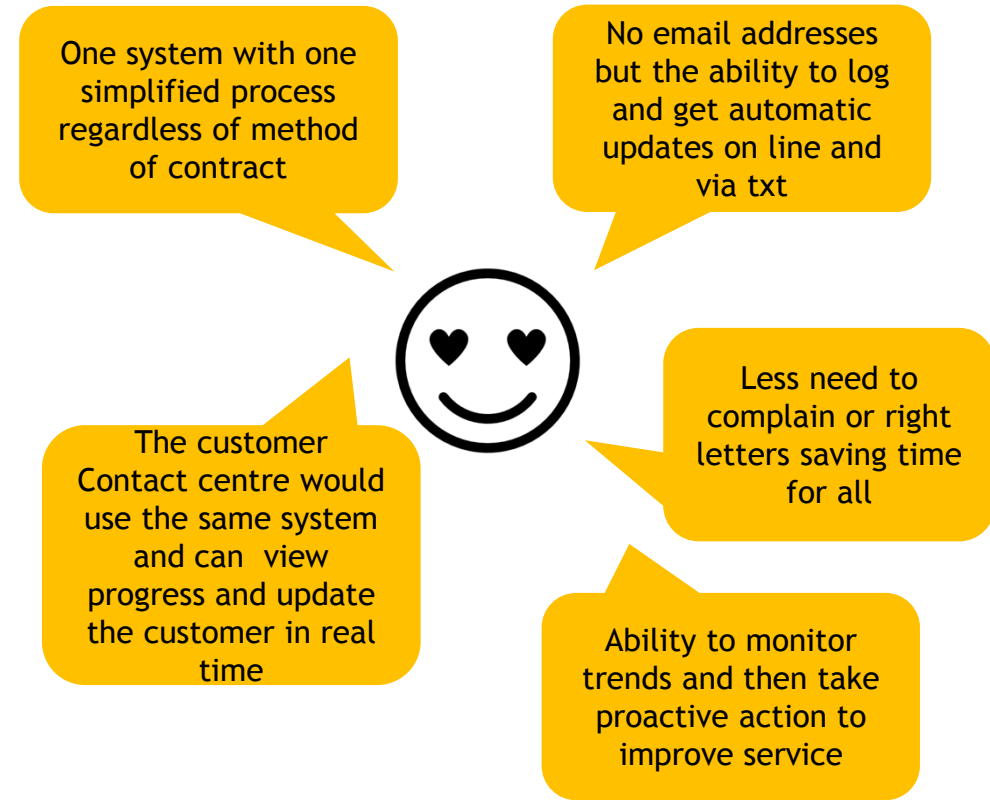 One system with one
simplified process
regardless of method
of contract
No email addresses
but the ability to log
and get automatic
updates on line and
via txt
The customer
Contact centre would
use the same system
and can view
progress and update
the customer in real
time
Less need to
complain or right
letters saving time
for all
Ability to monitor
trends and then take
proactive action to
improve service